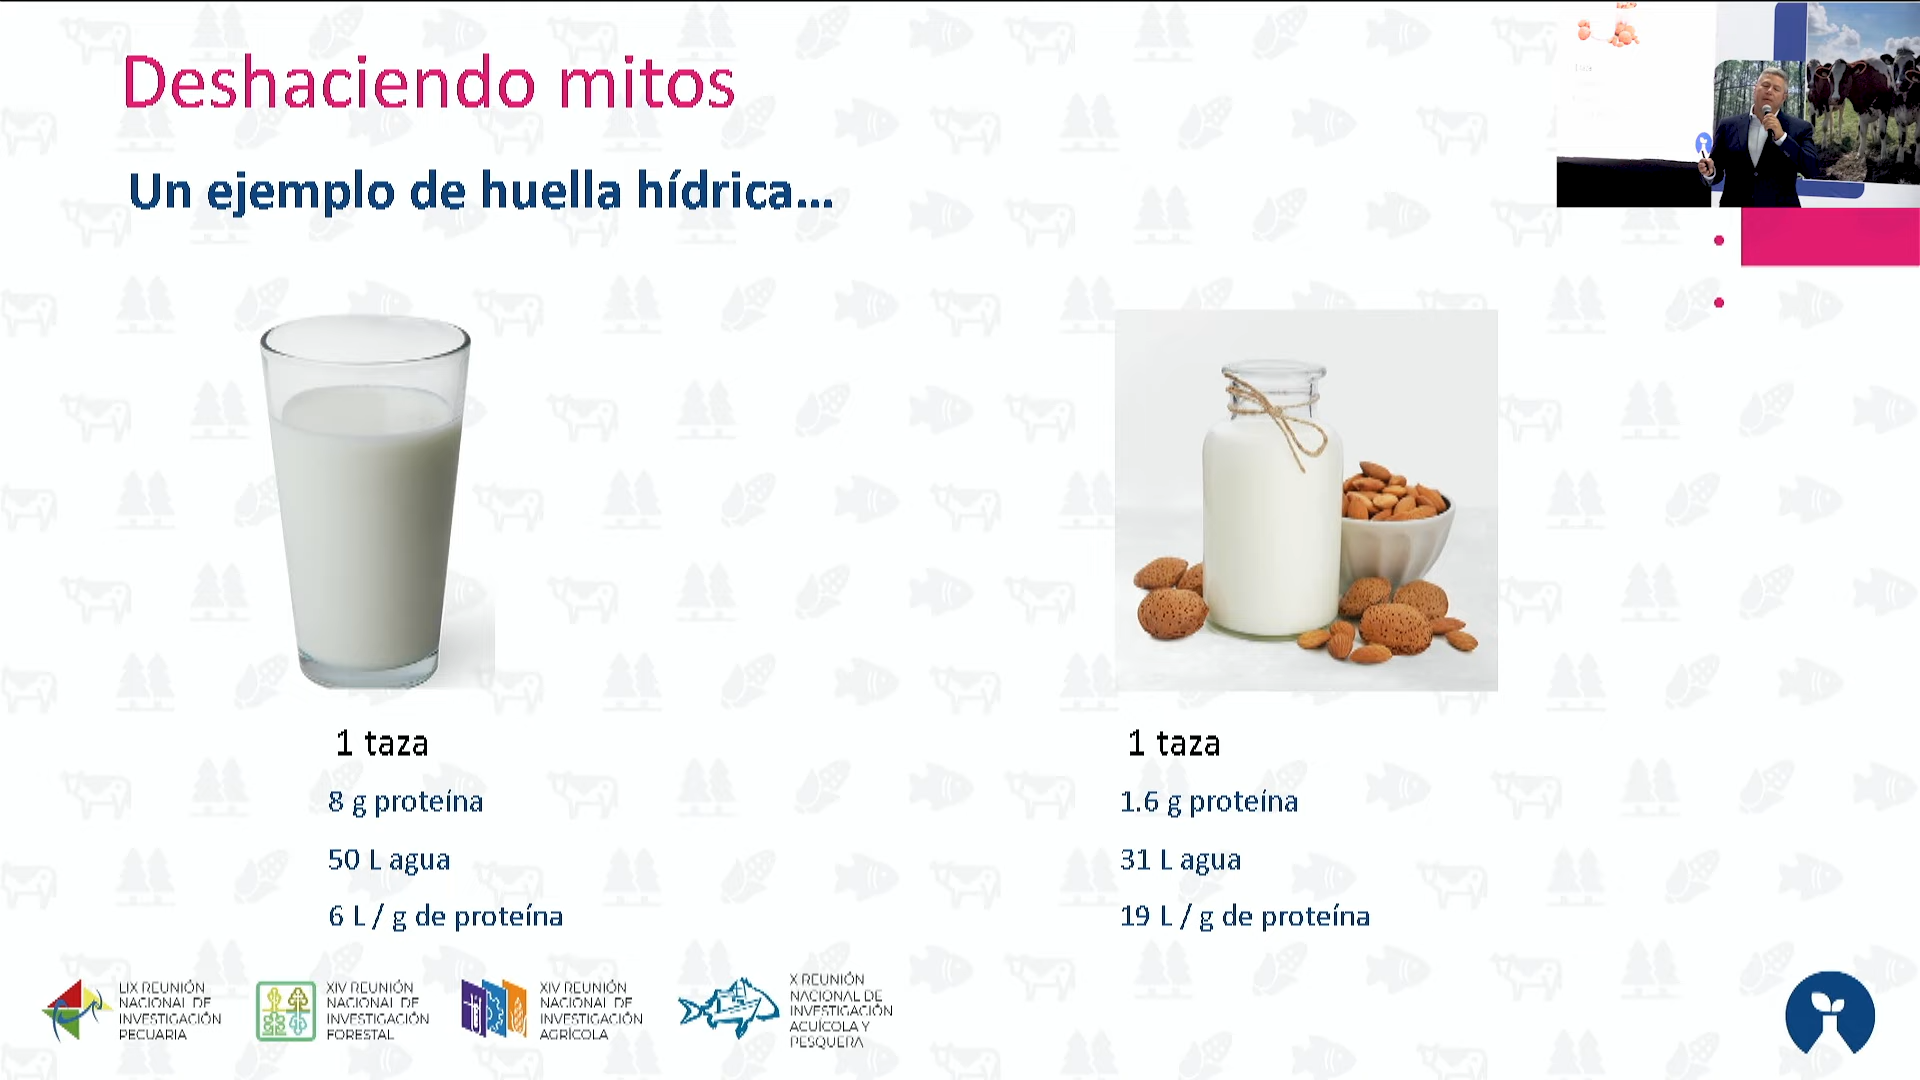 Deshaciendo mitos
Un ejemplo de huella hídrica...
1 taza
8 g proteína
50 L agua
6 L / g de proteína
1 taza
1.6 g proteína
31 L agua
19 L / g de proteína
LIX REUNIÓN
NACIONAL DE
INVESTIGACIÓN
PECUARIA
XIV REUNIÓN
NACIONAL DE
INVESTIGACIÓN
FORESTAL
XIV REUNIÓN
NACIONAL DE
INVESTIGACIÓN
AGRÍCOLA
X REUNIÓN
NACIONAL DE
INVESTIGACIÓN
ACUÍCOLA Y
PESQUERA